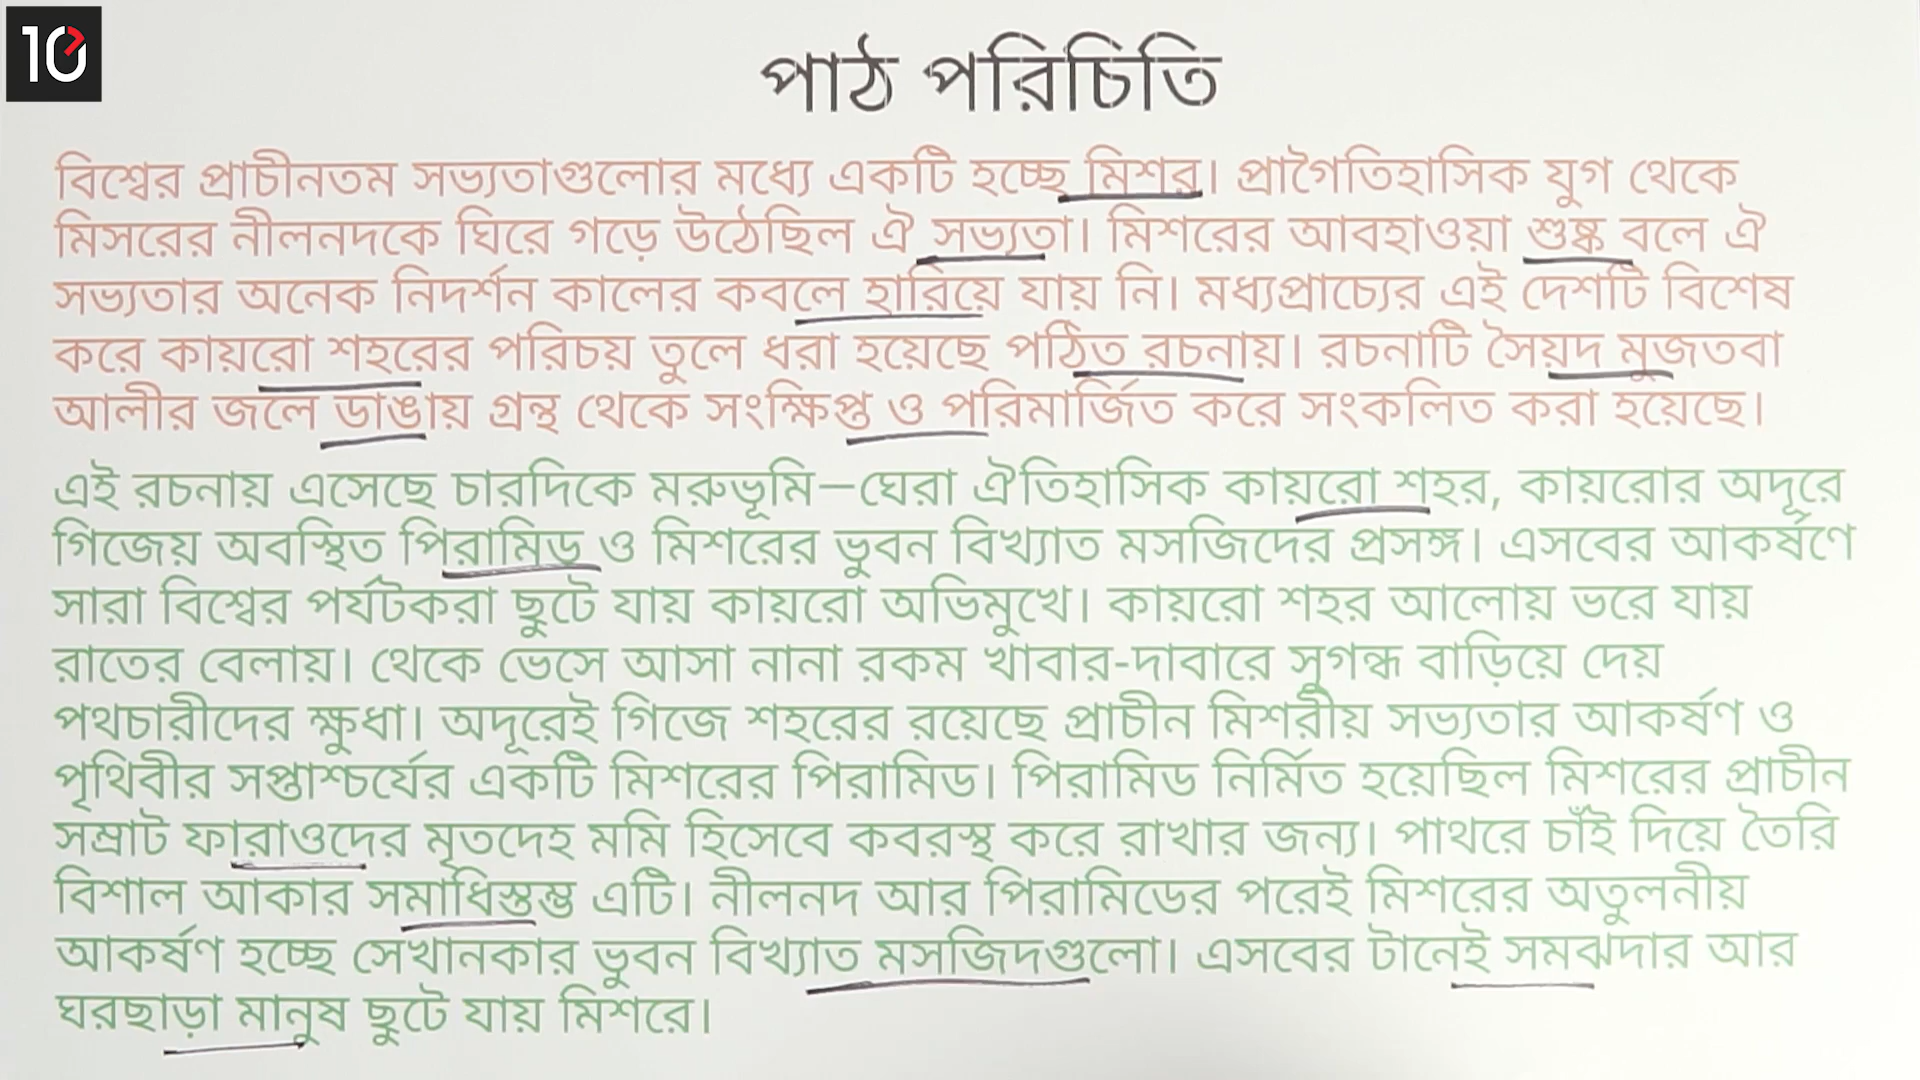 10
পাঠ পরিচিতি
বিশ্বের প্রাচীনতম সভ্যতাগুলোর মধ্যে একটি হচ্ছে মিশর। প্রাগৈতিহাসিক যুগ থেকে
মিসরের নীলনদকে ঘিরে গড়ে উঠেছিল ঐ সভ্যতা। মিশরের আবহাওয়া শুষ্ক বলে ঐ
সভ্যতার অনেক নিদর্শন কালের কবলে হারিয়ে যায় নি। মধ্যপ্রাচ্যের এই দেশটি বিশেষ
করে কায়রো শহরের পরিচয় তুলে ধরা হয়েছে পঠিত রচনায়। রচনাটি সৈয়দ মুজতবা
আলীর জলে ডাঙায় গ্রন্থ থেকে সংক্ষিপ্ত ও পরিমার্জিত করে সংকলিত করা হয়েছে।
এই রচনায় এসেছে চারদিকে মরুভূমি—ঘেরা ঐতিহাসিক কায়রো শহর, কায়রোর অদূরে
গিজেয় অবস্থিত পিরামিড ও মিশরের ভুবন বিখ্যাত মসজিদের প্রসঙ্গ। এসবের আকর্ষণে
সারা বিশ্বের পর্যটকরা ছুটে যায় কায়রো অভিমুখে। কায়রো শহর আলোয় ভরে যায়
রাতের বেলায়। থেকে ভেসে আসা নানা রকম খাবার-দাবারে সুগন্ধ বাড়িয়ে দেয়
পথচারীদের ক্ষুধা। অদূরেই গিজে শহরের রয়েছে প্রাচীন মিশরীয় সভ্যতার আকর্ষণ ও
পৃথিবীর সপ্তাশ্চর্যের একটি মিশরের পিরামিড। পিরামিড নির্মিত হয়েছিল মিশরের প্রাচীন
সম্রাট ফারাওদের মৃতদেহ মমি হিসেবে কবরস্থ করে রাখার জন্য। পাথরে চাঁই দিয়ে তৈরি
বিশাল আকার সমাধিস্তম্ভ এটি। নীলনদ আর পিরামিডের পরেই মিশরের অতুলনীয়
আকর্ষণ হচ্ছে সেখানকার ভুবন বিখ্যাত মসজিদগুলো। এসবের টানেই সমঝদার আর
ঘরছাড়া মানুষ ছুটে যায় মিশরে।